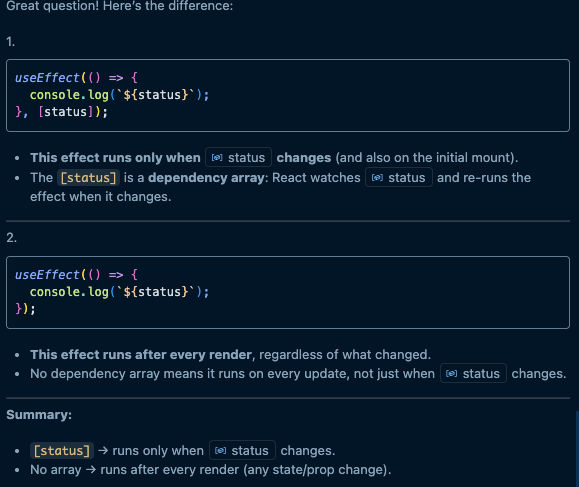 Great question! Here's the difference:
1.
useEffect(() => {
  console.log(`${status}`);
}, [status]);
• This effect runs only when status changes (and also on the initial mount).
• The [status] is a dependency array: React watches status and re-runs the
effect when it changes.
2.
useEffect(() => {
  console.log(`${status}`);
});
• This effect runs after every render, regardless of what changed.
• No dependency array means it runs on every update, not just when status changes.
Summary:
• [status] → runs only when status changes.
• No array → runs after every render (any state/prop change).